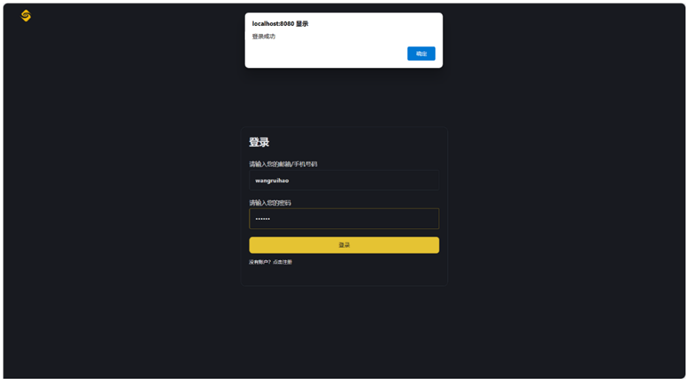 localhost:8080 显示
登录成功
确定
登录
请输入您的邮箱/手机号码
wangruihao
请输入您的密码
••••••
登录
没有账户？点击注册